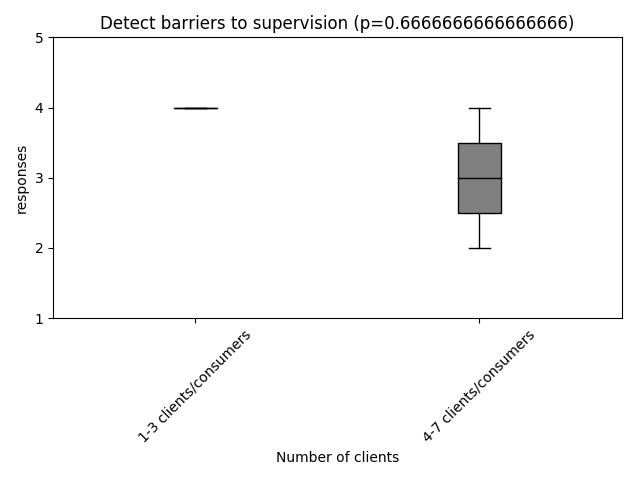 Detect barriers to supervision (p=0.6666666666666666)
5
4
3
2
1
responses
1-3 clients/consumers
4-7 clients/consumers
Number of clients